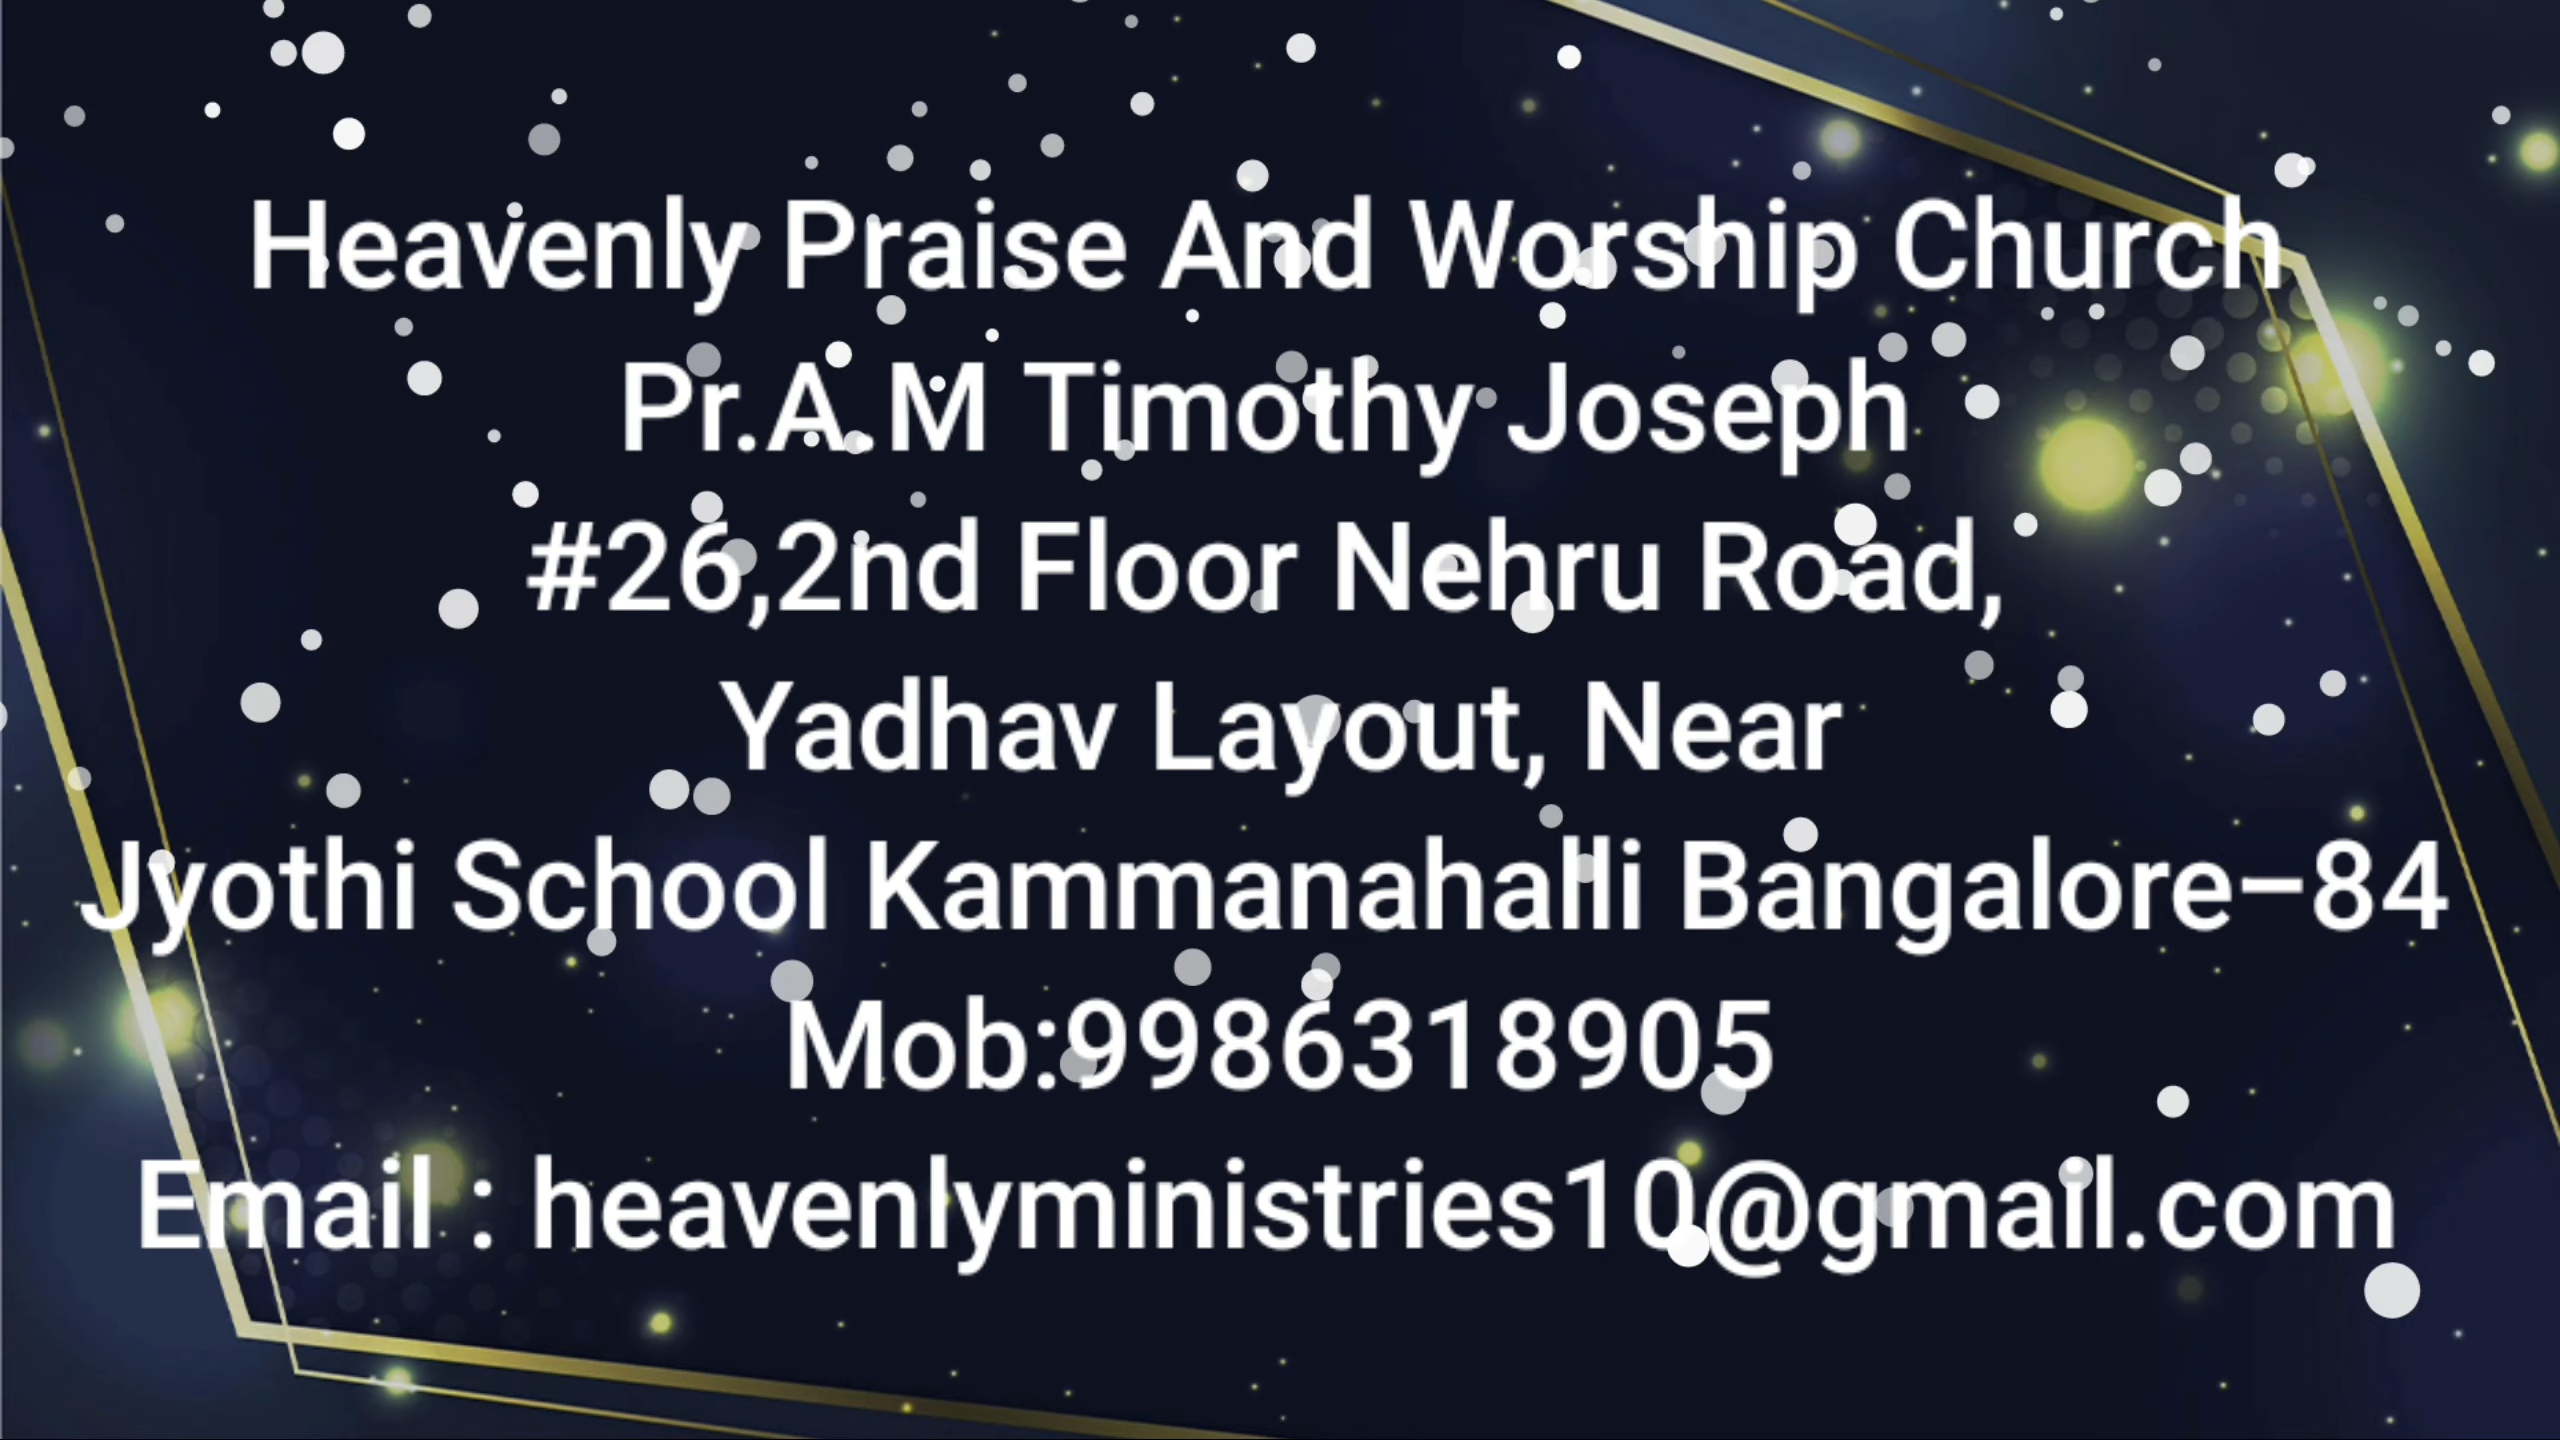 Heavenly Praise And Worship Church
Pr.A.M Timothy Joseph
#26,2nd Floor Nehru Road,
Yadhav Layout, Near
Jyothi School Kammanahalli Bangalore–84
Mob:9986318905
Email : heavenlyministries10@gmail.com